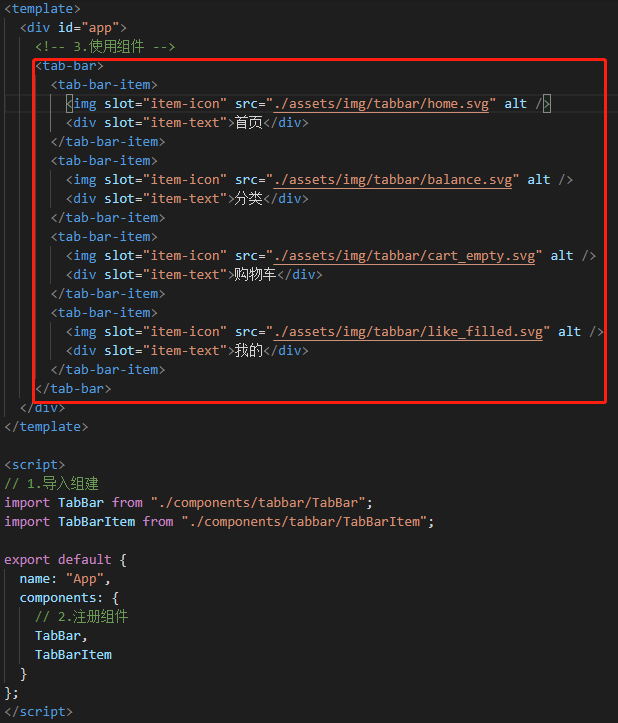 <template>
  <div id="app">
    <!-- 3.使用组件 -->
    <tab-bar>
      <tab-bar-item>
        <img slot="item-icon" src="./assets/img/tabbar/home.svg" alt />
        <div slot="item-text">首页</div>
      </tab-bar-item>
      <tab-bar-item>
        <img slot="item-icon" src="./assets/img/tabbar/balance.svg" alt />
        <div slot="item-text">分类</div>
      </tab-bar-item>
      <tab-bar-item>
        <img slot="item-icon" src="./assets/img/tabbar/cart_empty.svg" alt />
        <div slot="item-text">购物车</div>
      </tab-bar-item>
      <tab-bar-item>
        <img slot="item-icon" src="./assets/img/tabbar/like_filled.svg" alt />
        <div slot="item-text">我的</div>
      </tab-bar-item>
    </tab-bar>
  </div>
</template>

<script>
// 1.导入组建
import TabBar from "./components/tabbar/TabBar";
import TabBarItem from "./components/tabbar/TabBarItem";

export default {
  name: "App",
  components: {
    // 2.注册组件
    TabBar,
    TabBarItem
  }
};
</script>